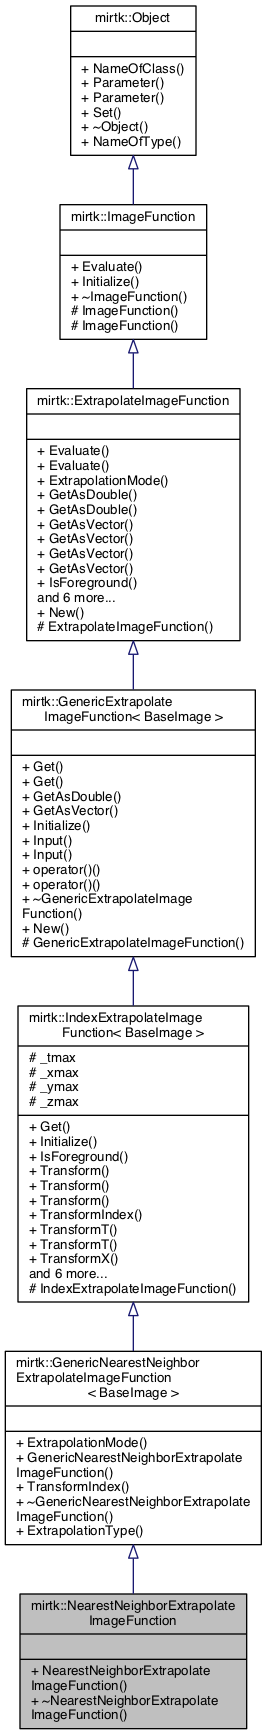 mirtk::Object
+ NameOfClass()
+ Parameter()
+ Parameter()
+ Set()
+ ~Object()
+ NameOfType()
mirtk::ImageFunction
+ Evaluate()
+ Initialize()
+ ~ImageFunction()
# ImageFunction()
# ImageFunction()
mirtk::ExtrapolateImageFunction
+ Evaluate()
+ Evaluate()
+ ExtrapolationMode()
+ GetAsDouble()
+ GetAsDouble()
+ GetAsVector()
+ GetAsVector()
+ GetAsVector()
+ GetAsVector()
+ IsForeground()
and 6 more...
+ New()
# ExtrapolateImageFunction()
mirtk::GenericExtrapolate
ImageFunction< BaseImage >
+ Get()
+ Get()
+ GetAsDouble()
+ GetAsVector()
+ Initialize()
+ Input()
+ Input()
+ operator()()
+ operator()()
+ ~GenericExtrapolateImage
Function()
+ New()
# GenericExtrapolateImageFunction()
mirtk::IndexExtrapolateImage
Function< BaseImage >
# _tmax
# _xmax
# _ymax
# _zmax
+ Get()
+ Initialize()
+ IsForeground()
+ Transform()
+ Transform()
+ Transform()
+ TransformIndex()
+ TransformT()
+ TransformT()
+ TransformX()
and 6 more...
# IndexExtrapolateImageFunction()
mirtk::GenericNearestNeighbor
ExtrapolateImageFunction
< BaseImage >
+ ExtrapolationMode()
+ GenericNearestNeighborExtrapolate
ImageFunction()
+ TransformIndex()
+ ~GenericNearestNeighborExtrapolate
ImageFunction()
+ ExtrapolationType()
mirtk::NearestNeighborExtrapolate
ImageFunction
+ NearestNeighborExtrapolate
ImageFunction()
+ ~NearestNeighborExtrapolate
ImageFunction()